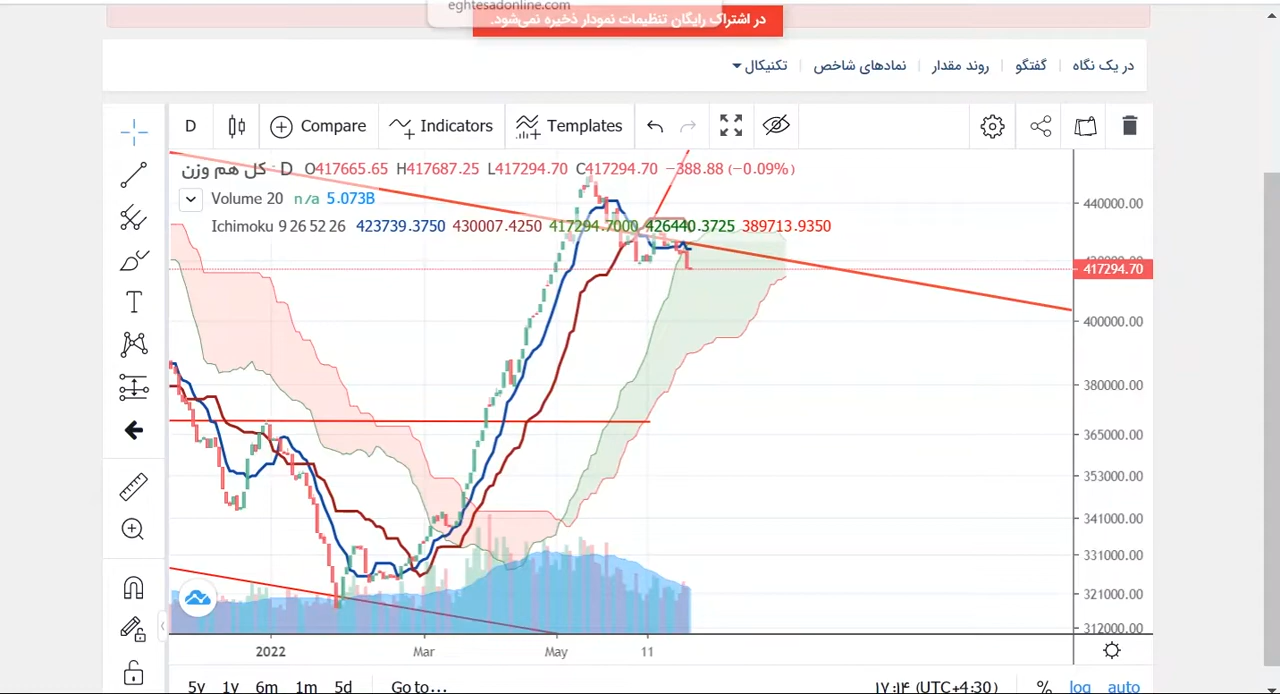 eghtesadonline.com
در اشتراک رایگان تنظیمات نمودار ذخیره نمی‌شود.
در یک نگاه | گفتگو | روند مقدار | نمادهای شاخص | تکنیکال
D Compare Indicators Templates
کل هم وزن · D O417665.65 H417687.25 L417294.70 C417294.70 −388.88 (−0.09%)
Volume 20 n/a 5.073B
Ichimoku 9 26 52 26 423739.3750 430007.4250 417294.7000 426440.3725 389713.9350
440000.00
417294.70
400000.00
380000.00
365000.00
353000.00
341000.00
331000.00
321000.00
312000.00
2022 Mar May 11
5y 1y 6m 1m 5d Go to... ۱۷:۱۴ (UTC+4:30) % log auto